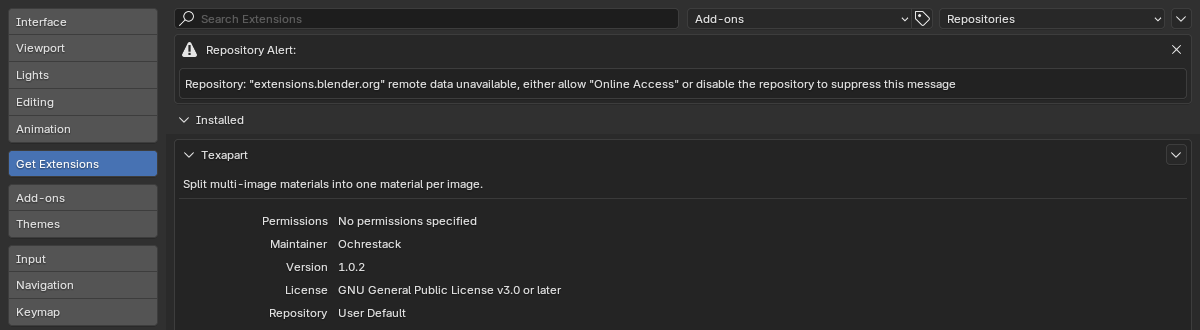 Interface
Viewport
Lights
Editing
Animation
Get Extensions
Add-ons
Themes
Input
Navigation
Keymap
Search Extensions
Add-ons
Repositories
Repository Alert:
Repository: "extensions.blender.org" remote data unavailable, either allow "Online Access" or disable the repository to suppress this message
Installed
Texapart
Split multi-image materials into one material per image.
Permissions No permissions specified
Maintainer Ochrestack
Version 1.0.2
License GNU General Public License v3.0 or later
Repository User Default